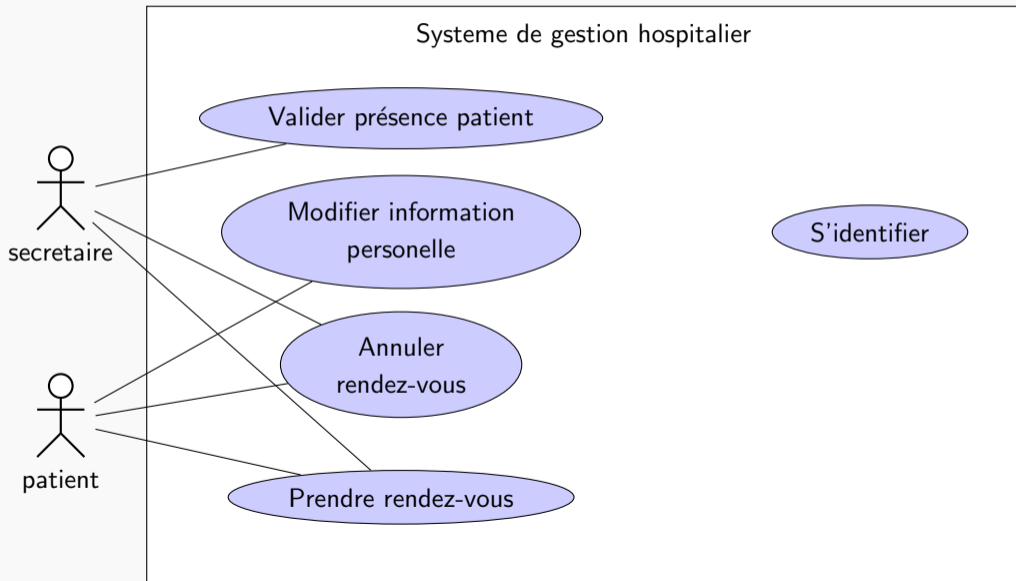 Systeme de gestion hospitalier
Valider présence patient
Modifier information
personelle
S'identifier
secretaire
Annuler
rendez-vous
patient
Prendre rendez-vous